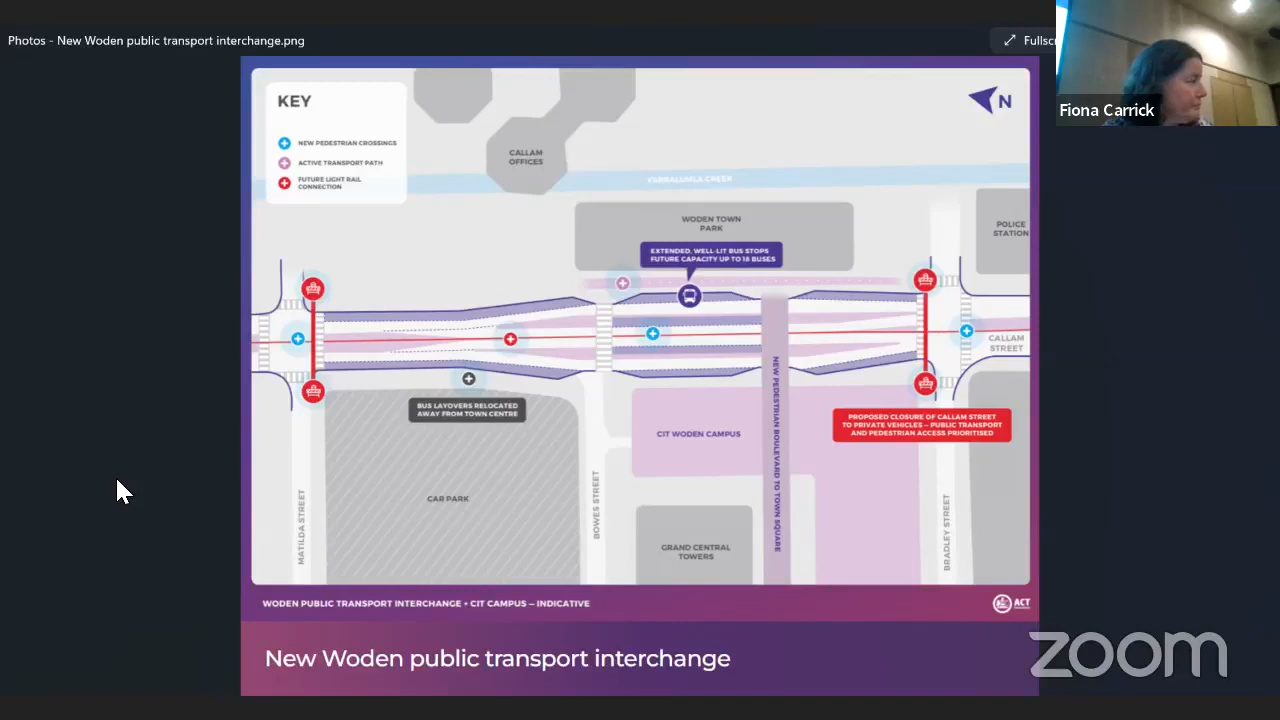 Photos - New Woden public transport interchange.png
Fullscr
Fiona Carrick
KEY
NEW PEDESTRIAN CROSSINGS
ACTIVE TRANSPORT PATH
FUTURE LIGHT RAIL
CONNECTION
N
CALLAM
OFFICES
YARRALUMLA CREEK
WODEN TOWN
PARK
POLICE
STATION
EXTENDED, WELL-LIT BUS STOPS
FUTURE CAPACITY UP TO 18 BUSES
CALLAM
STREET
BUS LAYOVERS RELOCATED
AWAY FROM TOWN CENTRE
CIT WODEN CAMPUS
PROPOSED CLOSURE OF CALLAM STREET
TO PRIVATE VEHICLES – PUBLIC TRANSPORT
AND PEDESTRIAN ACCESS PRIORITISED
NEW PEDESTRIAN BOULEVARD TO TOWN SQUARE
MATILDA STREET
CAR PARK
BOWES STREET
GRAND CENTRAL
TOWERS
BRADLEY STREET
WODEN PUBLIC TRANSPORT INTERCHANGE + CIT CAMPUS – INDICATIVE
ACT
New Woden public transport interchange
zoom